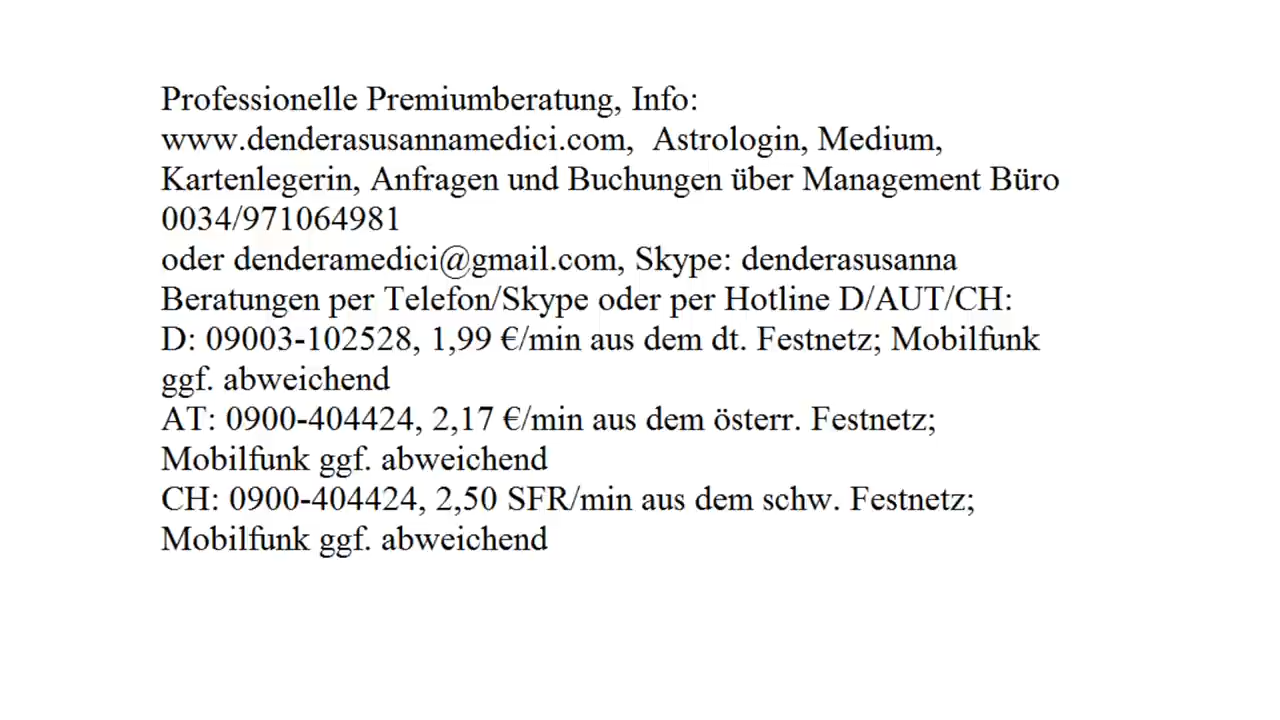 Professionelle Premiumberatung, Info:
www.denderasusannamedici.com,  Astrologin, Medium,
Kartenlegerin, Anfragen und Buchungen über Management Büro
0034/971064981
oder denderamedici@gmail.com, Skype: denderasusanna
Beratungen per Telefon/Skype oder per Hotline D/AUT/CH:
D: 09003-102528, 1,99 €/min aus dem dt. Festnetz; Mobilfunk
ggf. abweichend
AT: 0900-404424, 2,17 €/min aus dem österr. Festnetz;
Mobilfunk ggf. abweichend
CH: 0900-404424, 2,50 SFR/min aus dem schw. Festnetz;
Mobilfunk ggf. abweichend